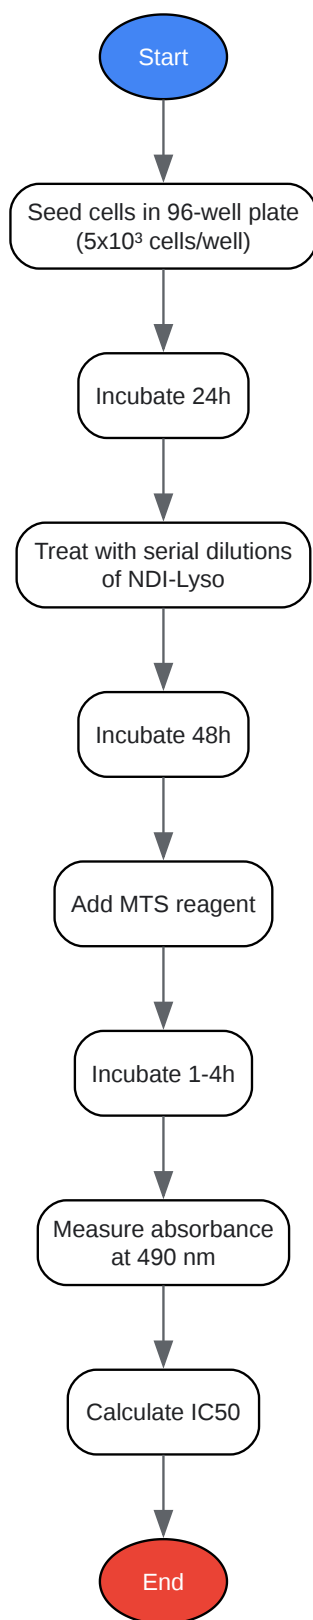 Start
Seed cells in 96-well plate
(5x10³ cells/well)
Incubate 24h
Treat with serial dilutions
of NDI-Lyso
Incubate 48h
Add MTS reagent
Incubate 1-4h
Measure absorbance
at 490 nm
Calculate IC50
End